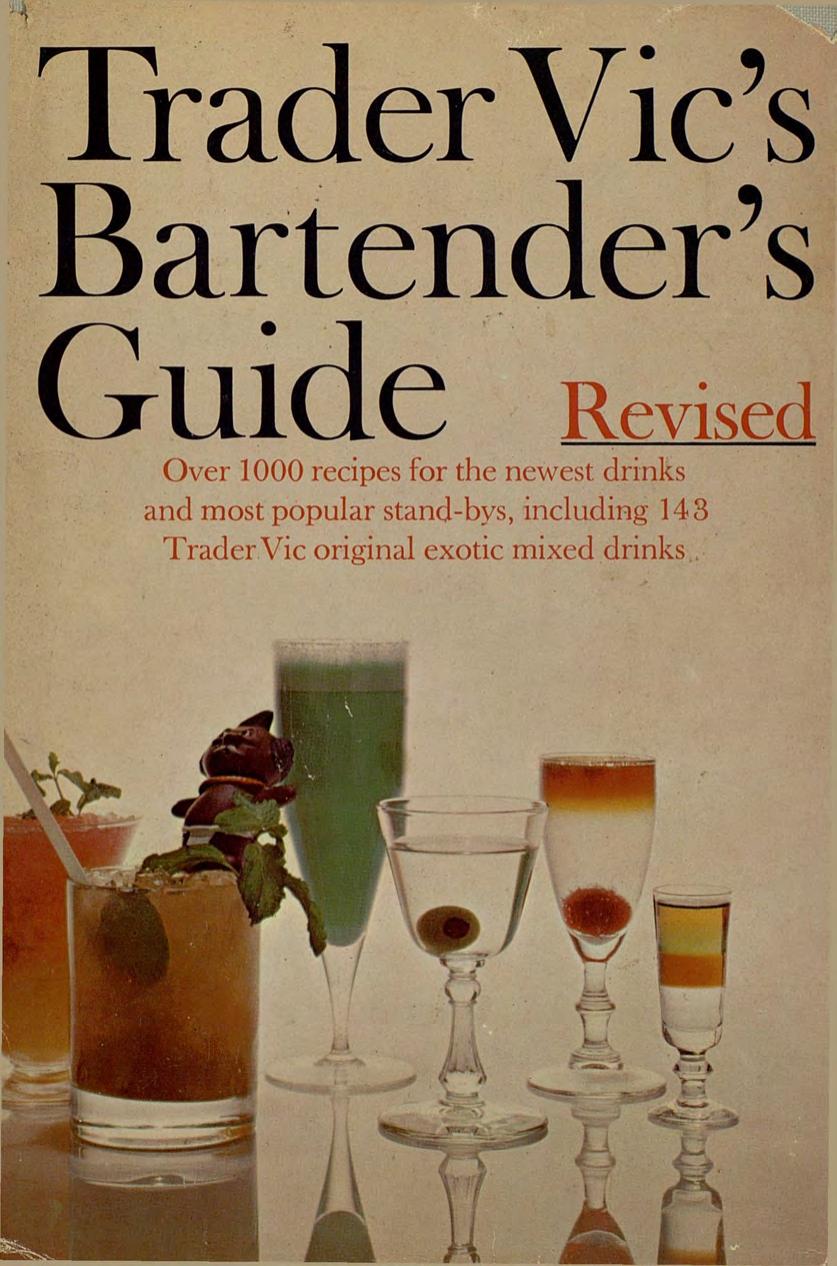 Trader Vic's
Bartender's
Guide
Revised
Over 1000 recipes for the newest drinks
and most popular stand-bys, including 143
Trader Vic original exotic mixed drinks